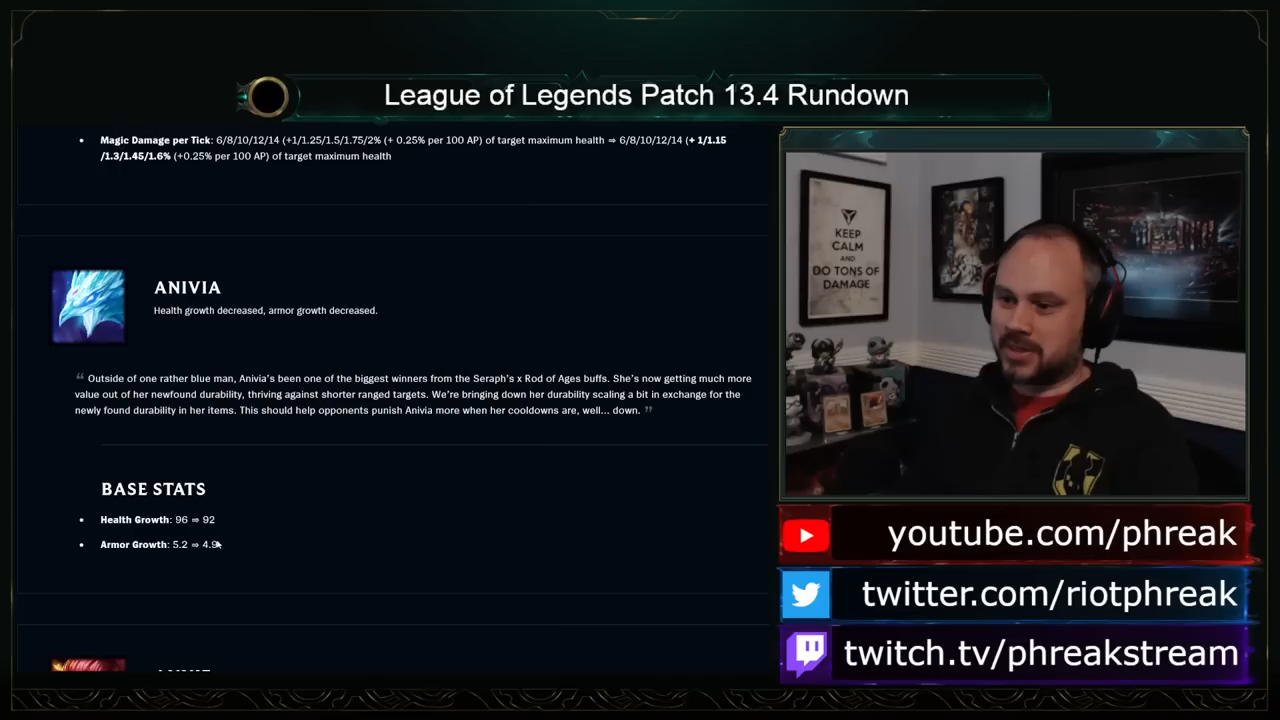 League of Legends Patch 13.4 Rundown
Magic Damage per Tick: 6/8/10/12/14 (+1/1.25/1.5/1.75/2% (+ 0.25% per 100 AP) of target maximum health ⇒ 6/8/10/12/14 (+ 1/1.15
/1.3/1.45/1.6% (+0.25% per 100 AP) of target maximum health
ANIVIA
Health growth decreased, armor growth decreased.
“ Outside of one rather blue man, Anivia's been one of the biggest winners from the Seraph's x Rod of Ages buffs. She's now getting much more
value out of her newfound durability, thriving against shorter ranged targets. We're bringing down her durability scaling a bit in exchange for the
newly found durability in her items. This should help opponents punish Anivia more when her cooldowns are, well... down. ”
BASE STATS
Health Growth: 96 ⇒ 92
Armor Growth: 5.2 ⇒ 4.9
KEEP
CALM
AND
DO TONS OF
DAMAGE
youtube.com/phreak
twitter.com/riotphreak
twitch.tv/phreakstream